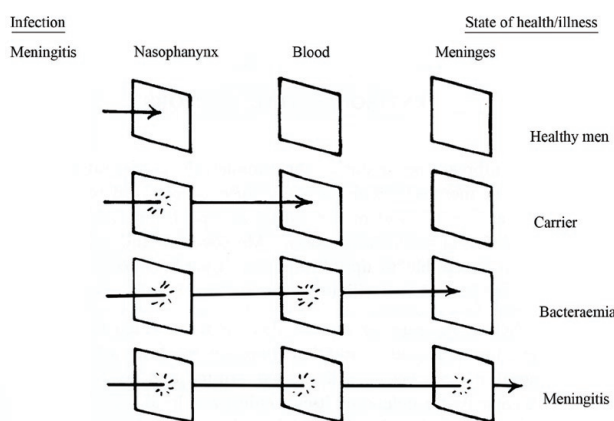 Infection State of health/illness
Meningitis Nasophanynx Blood Meninges
Healthy men
Carrier
Bacteraemia
Meningitis